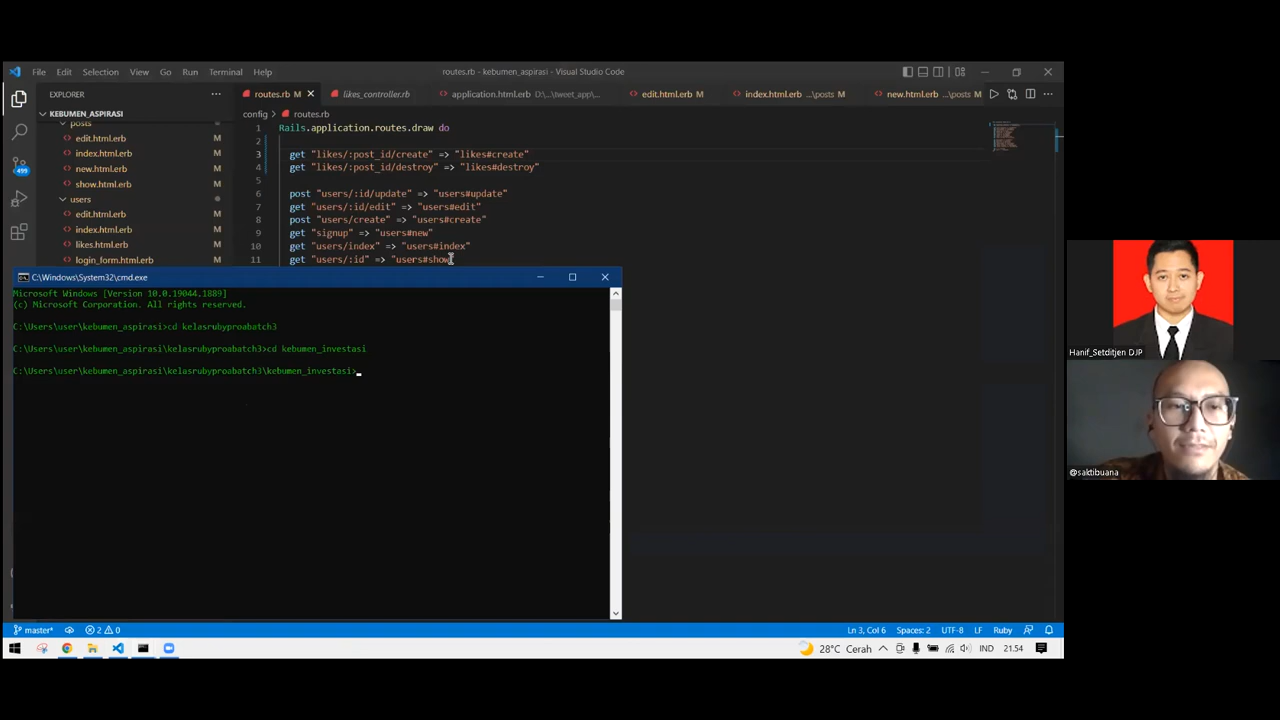 File Edit Selection View Go Run Terminal Help
routes.rb - kebumen_aspirasi - Visual Studio Code
EXPLORER
routes.rb M
likes_controller.rb
application.html.erb D:\...\tweet_app\...
edit.html.erb M
index.html.erb ...\posts M
new.html.erb ...\posts M
KEBUMEN_ASPIRASI
posts
edit.html.erb M
index.html.erb M
new.html.erb M
show.html.erb M
users
edit.html.erb M
index.html.erb M
likes.html.erb M
login_form.html.erb M
499
config > routes.rb
1 Rails.application.routes.draw do
2
3 get "likes/:post_id/create" => "likes#create"
4 get "likes/:post_id/destroy" => "likes#destroy"
5
6 post "users/:id/update" => "users#update"
7 get "users/:id/edit" => "users#edit"
8 post "users/create" => "users#create"
9 get "signup" => "users#new"
10 get "users/index" => "users#index"
11 get "users/:id" => "users#show"
C:\Windows\System32\cmd.exe
Microsoft Windows [Version 10.0.19044.1889]
(c) Microsoft Corporation. All rights reserved.
C:\Users\user\kebumen_aspirasi>cd kelasrubyproabatch3
C:\Users\user\kebumen_aspirasi\kelasrubyproabatch3>cd kebumen_investasi
C:\Users\user\kebumen_aspirasi\kelasrubyproabatch3\kebumen_investasi>
Hanif_Setditjen DJP
@saktibuana
master* 2 0
Ln 3, Col 6 Spaces: 2 UTF-8 LF Ruby
28°C Cerah IND 21.54